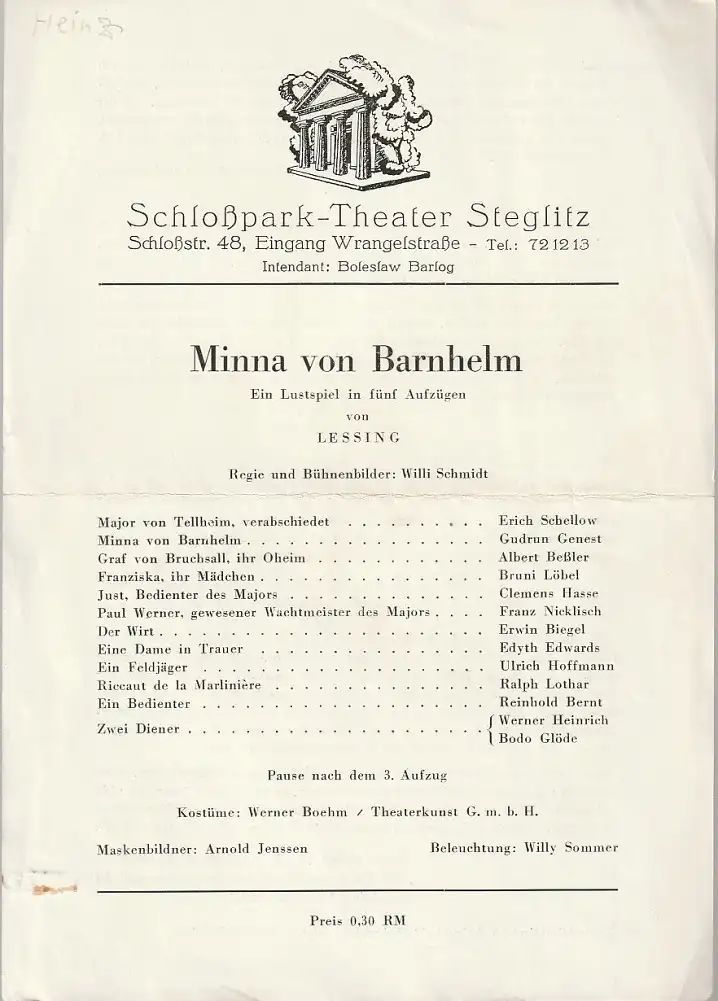 Heinz
Schloßpark-Theater Steglitz
Schloßstr. 48, Eingang Wrangelstraße - Tel.: 72 12 13
Intendant: Boleslaw Barlog
Minna von Barnhelm
Ein Lustspiel in fünf Aufzügen
von
LESSING
Regie und Bühnenbilder: Willi Schmidt
Major von Tellheim, verabschiedet . . . . . . . . . . Erich Schellow
Minna von Barnhelm . . . . . . . . . . . . . . . . . Gudrun Genest
Graf von Bruchsall, ihr Oheim . . . . . . . . . . . . Albert Beßler
Franziska, ihr Mädchen . . . . . . . . . . . . . . . . Bruni Löbel
Just, Bedienter des Majors . . . . . . . . . . . . . . Clemens Hasse
Paul Werner, gewesener Wachtmeister des Majors . . . . Franz Nicklisch
Der Wirt . . . . . . . . . . . . . . . . . . . . . . . Erwin Biegel
Eine Dame in Trauer . . . . . . . . . . . . . . . . Edyth Edwards
Ein Feldjäger . . . . . . . . . . . . . . . . . . . . Ulrich Hoffmann
Riccaut de la Marlinière . . . . . . . . . . . . . . . Ralph Lothar
Ein Bedienter . . . . . . . . . . . . . . . . . . . . Reinhold Bernt
Zwei Diener . . . . . . . . . . . . . . . . . . . . . { Werner Heinrich
Bodo Glöde
Pause nach dem 3. Aufzug
Kostüme: Werner Boehm / Theaterkunst G. m. b. H.
Maskenbildner: Arnold Jenssen Beleuchtung: Willy Sommer
Preis 0,30 RM